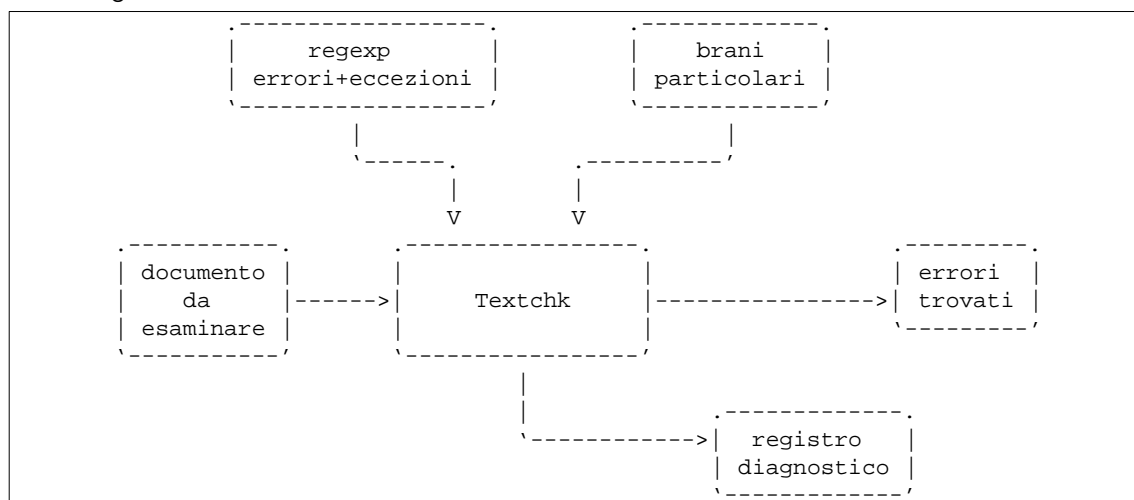 regexp
errori+eccezioni
brani
particolari
documento
da
esaminare
Textchk
errori
trovati
registro
diagnostico